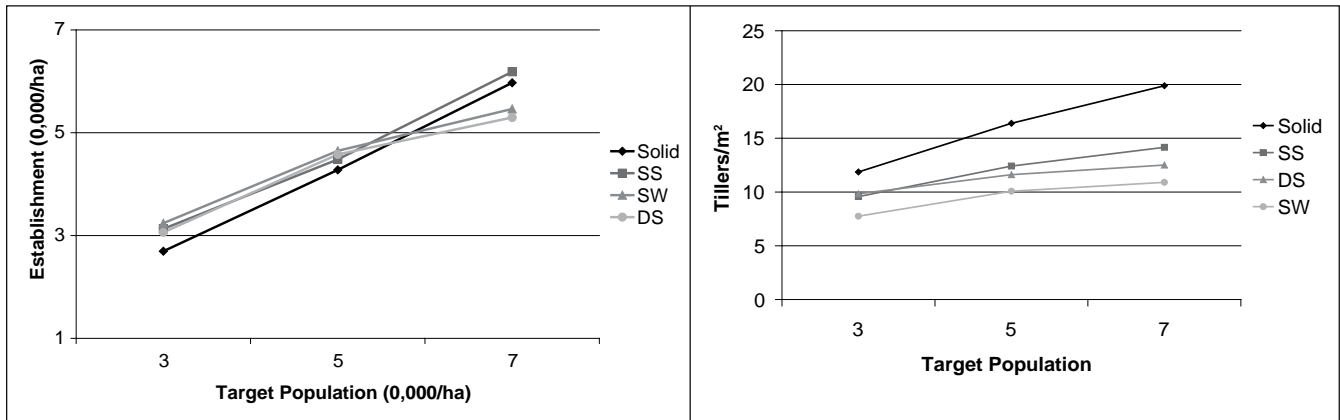 7
5
3
1
Establishment (0,000/ha)
3
5
7
Target Population (0,000/ha)
Solid
SS
SW
DS
25
20
15
10
5
0
Tillers/m²
3
5
7
Target Population
Solid
SS
DS
SW